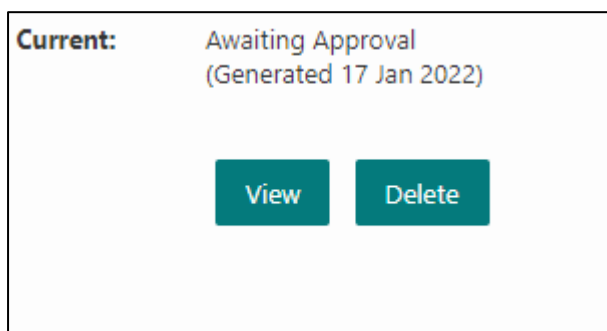 Current: Awaiting Approval
(Generated 17 Jan 2022)
View Delete